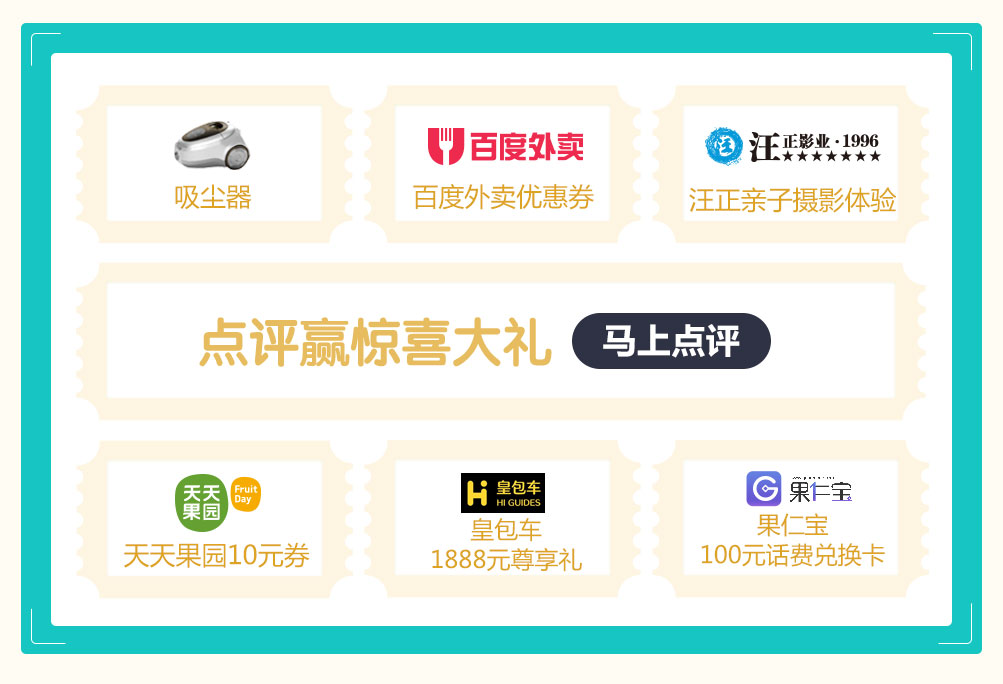 吸尘器
百度外卖
百度外卖优惠券
汪
汪正影业·1996
★★★★★★★
汪正亲子摄影体验
点评赢惊喜大礼
马上点评
天天
果园
Fruit
Day
天天果园10元券
皇包车
HI GUIDES
皇包车
1888元尊享礼
果仁宝
果仁宝
100元话费兑换卡